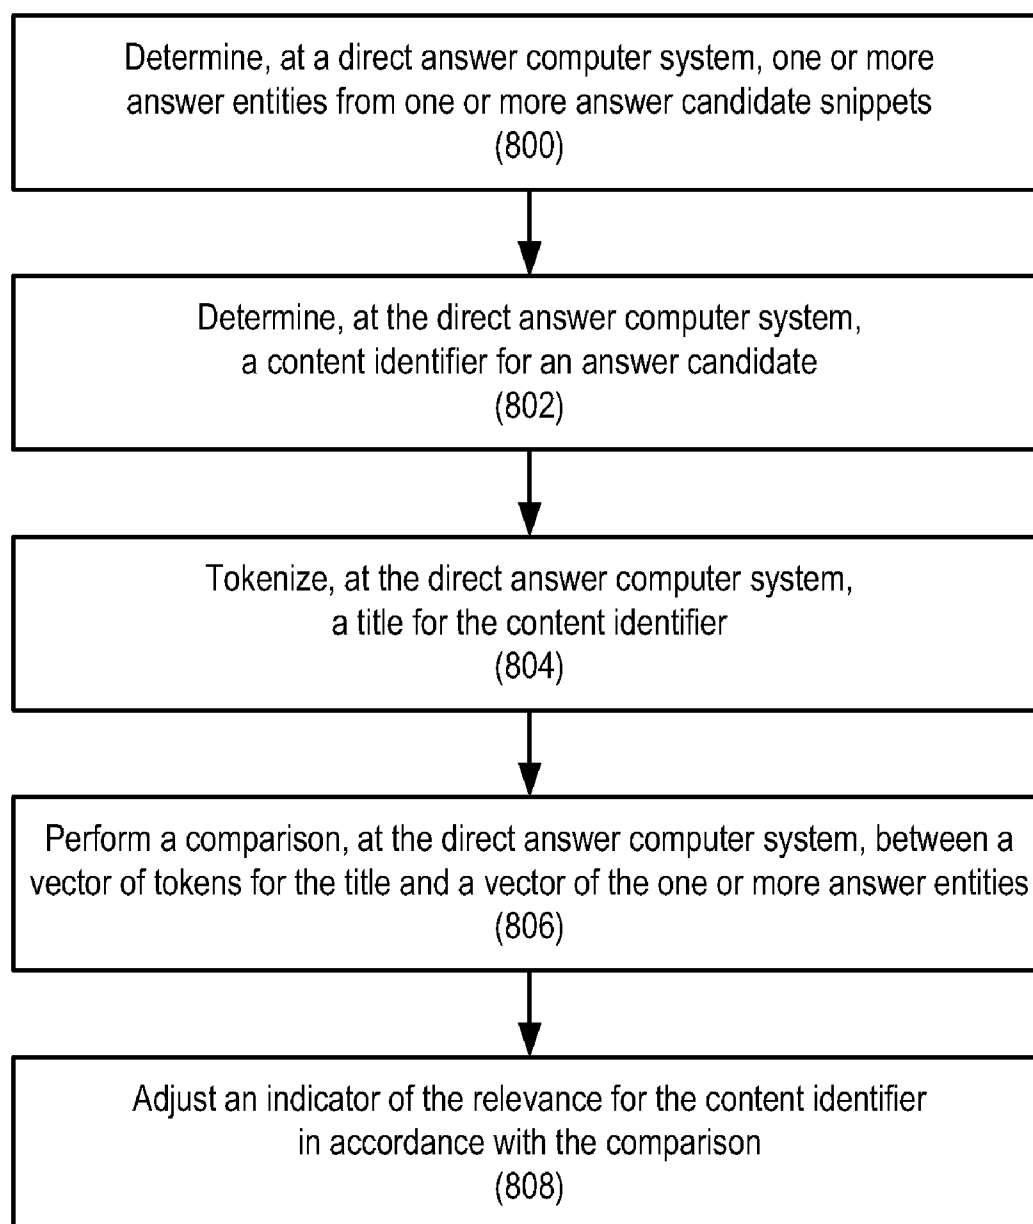 Determine, at a direct answer computer system, one or more
answer entities from one or more answer candidate snippets
(800)
Determine, at the direct answer computer system,
a content identifier for an answer candidate
(802)
Tokenize, at the direct answer computer system,
a title for the content identifier
(804)
Perform a comparison, at the direct answer computer system, between a
vector of tokens for the title and a vector of the one or more answer entities
(806)
Adjust an indicator of the relevance for the content identifier
in accordance with the comparison
(808)